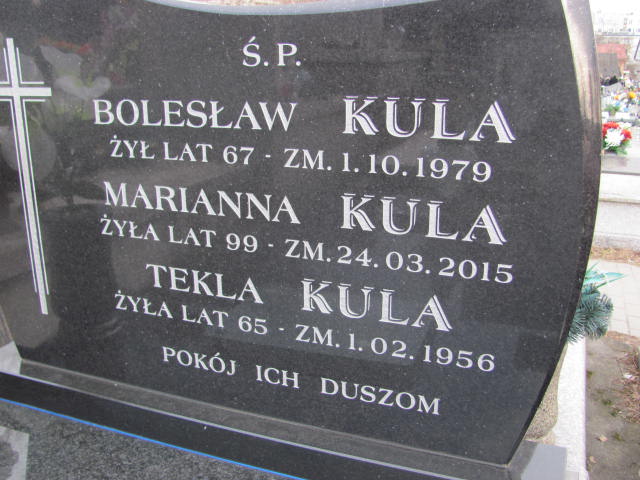 Ś.P.
BOLESŁAW KULA
ŻYŁ LAT 67 - ZM. 1.10.1979
MARIANNA KULA
ŻYŁA LAT 99 - ZM. 24.03.2015
TEKLA KULA
ŻYŁA LAT 65 - ZM. 1.02.1956
POKÓJ ICH DUSZOM